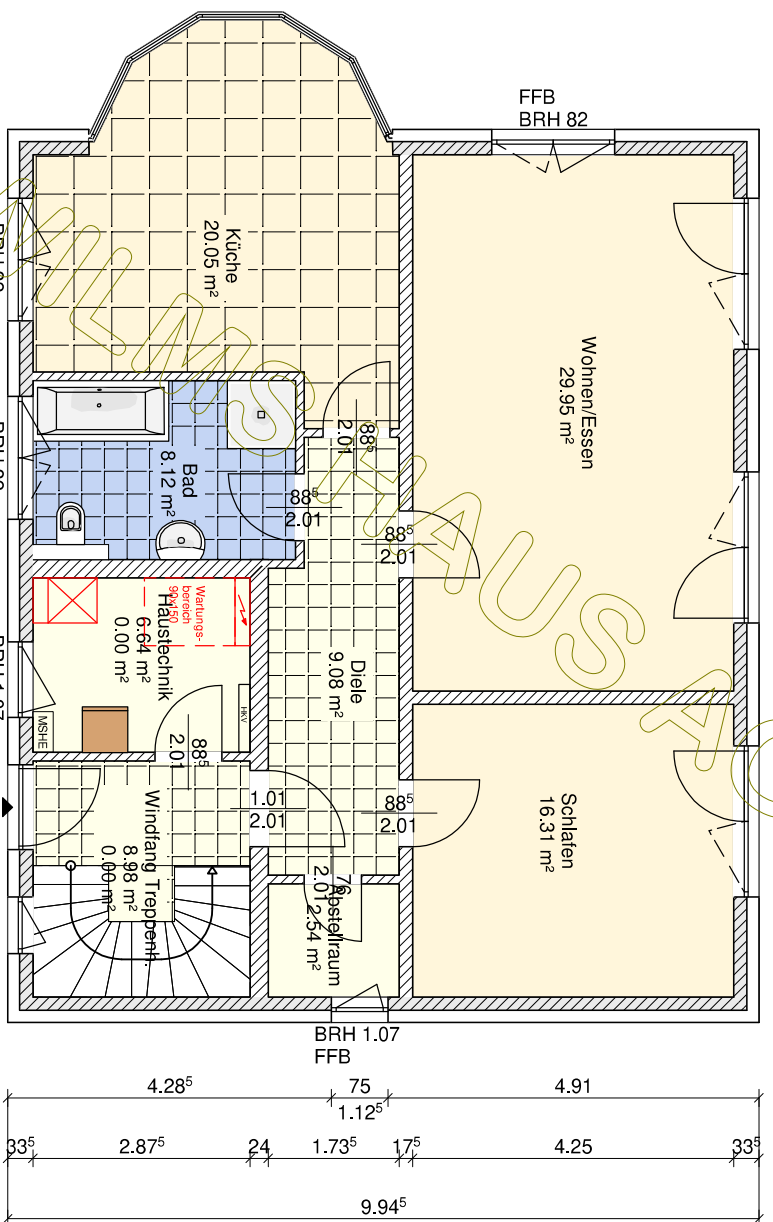 FFB
BRH 82
Küche
20.05 m²
Wohnen/Essen
29.95 m²
88⁵
2.01
Bad
8.12 m²
88⁵
2.01
88⁵
2.01
Wartungs-
bereich
90x150
Haustechnik
6.64 m²
0.00 m²
Diele
9.08 m²
HKV
MSHE
88⁵
2.01
Windfang Treppenh.
8.98 m²
0.00 m²
1.01
2.01
88⁵
2.01
Schlafen
16.31 m²
76
2.01
Abstellraum
2.54 m²
BRH 1.07
FFB
4.28⁵ 75 4.91
1.12⁵
33⁵ 2.87⁵ 24 1.73⁵ 17⁵ 4.25 33⁵
9.94⁵
WILMS HAUS AG